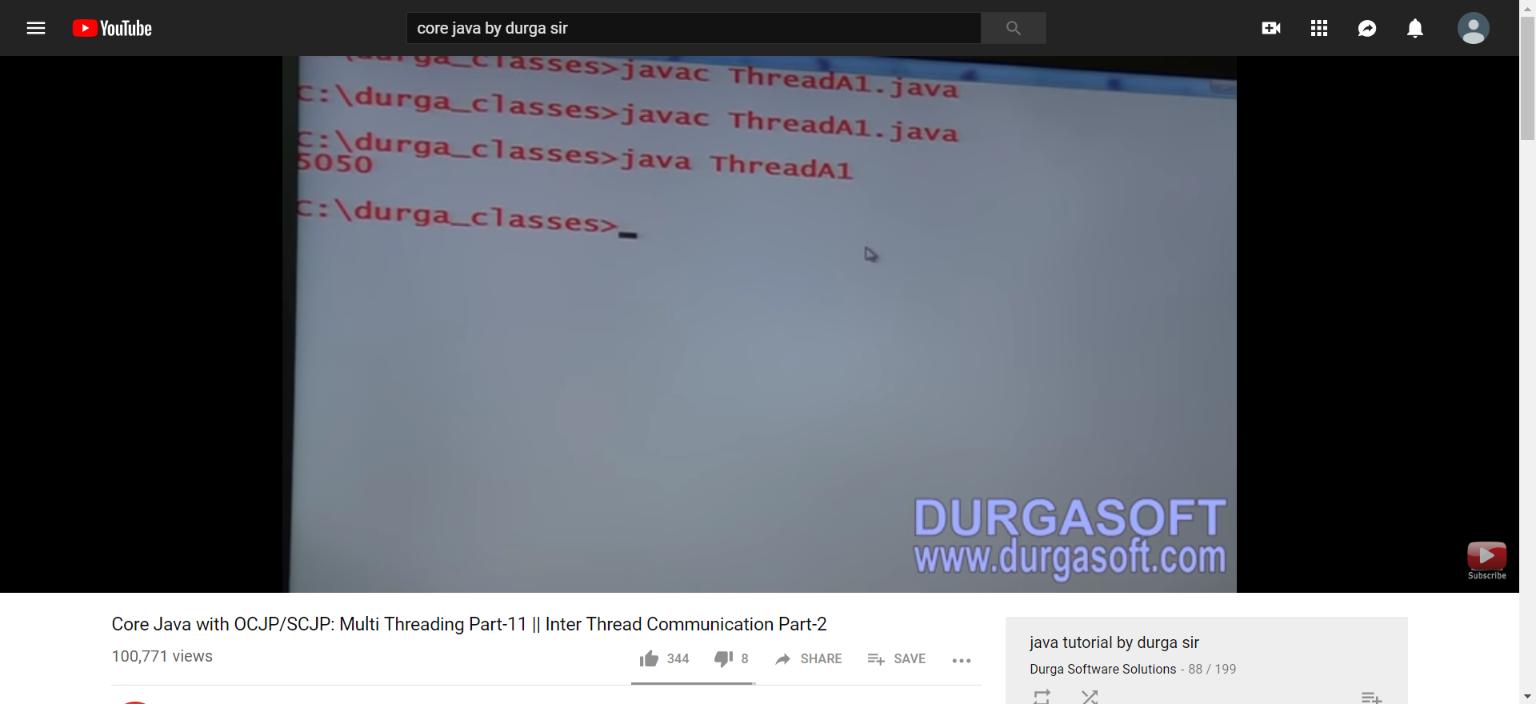 YouTube
core java by durga sir
durga_classes>javac ThreadA1.java
C:\durga_classes>javac ThreadA1.java
C:\durga_classes>java ThreadA1
5050
C:\durga_classes>_
DURGASOFT
www.durgasoft.com
Subscribe
Core Java with OCJP/SCJP: Multi Threading Part-11 || Inter Thread Communication Part-2
100,771 views
344
8
SHARE
SAVE
java tutorial by durga sir
Durga Software Solutions - 88 / 199